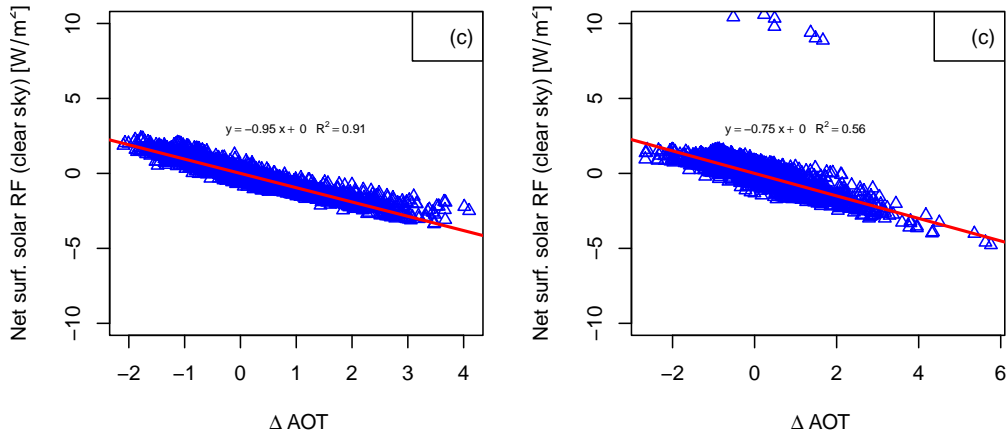 (c)
y = −0.95 x + 0   R² = 0.91
Net surf. solar RF (clear sky) [W/m²]
10
5
0
−5
−10
−2 −1 0 1 2 3 4
Δ AOT
(c)
y = −0.75 x + 0   R² = 0.56
Net surf. solar RF (clear sky) [W/m²]
10
5
0
−5
−10
−2 0 2 4 6
Δ AOT